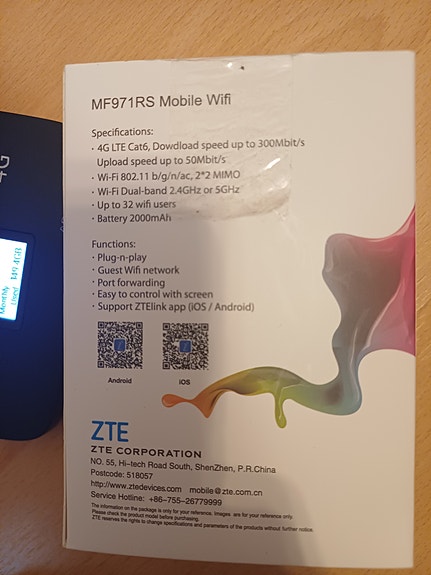 MF971RS Mobile Wifi
Specifications:
· 4G LTE Cat6, Dowdload speed up to 300Mbit/s
Upload speed up to 50Mbit/s
· Wi-Fi 802.11 b/g/n/ac, 2*2 MIMO
· Wi-Fi Dual-band 2.4GHz or 5GHz
· Up to 32 wifi users
· Battery 2000mAh
Functions:
· Plug-n-play
· Guest Wifi network
· Port forwarding
· Easy to control with screen
· Support ZTElink app (iOS / Android)
Android
iOS
ZTE
ZTE CORPORATION
NO. 55, Hi-tech Road South, ShenZhen, P.R.China
Postcode: 518057
http://www.ztedevices.com mobile@zte.com.cn
Service Hotline: +86-755-26779999
The information on the package is only for your reference. Images are for your reference only.
Please check the product model before purchasing.
ZTE reserves the rights to change specifications and parameters of the products without further notice.
Monthly
Used 149.4GB